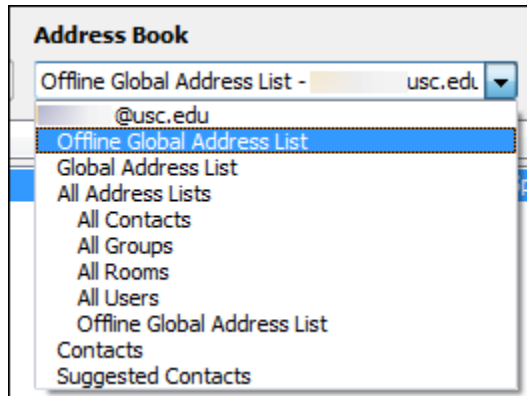 Address Book
Offline Global Address List - usc.edu
@usc.edu
Offline Global Address List
Global Address List
All Address Lists
All Contacts
All Groups
All Rooms
All Users
Offline Global Address List
Contacts
Suggested Contacts